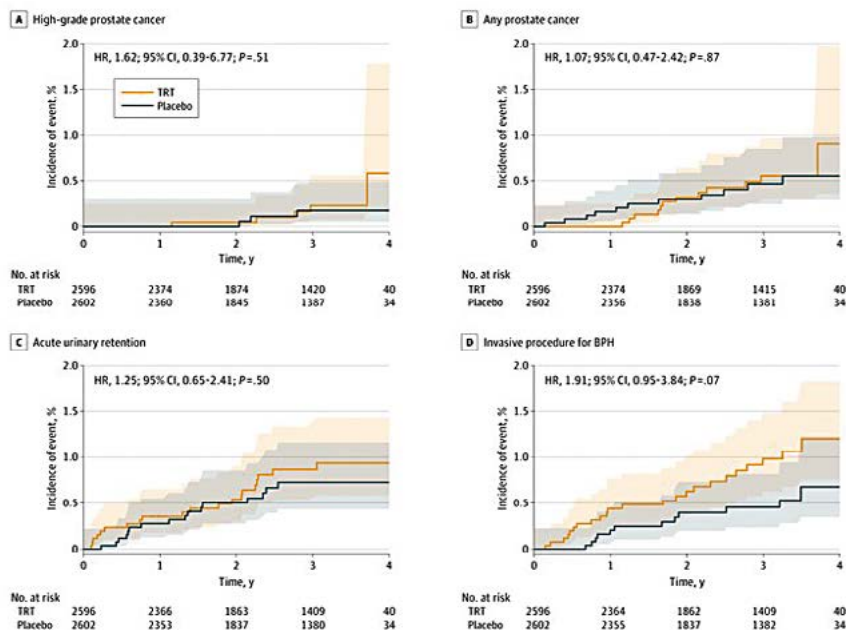 A High-grade prostate cancer
HR, 1.62; 95% CI, 0.39-6.77; P=.51
TRT
Placebo
Incidence of event, %
2.0
1.5
1.0
0.5
0
0 1 2 3 4
Time, y
No. at risk
TRT 2596 2374 1874 1420 40
Placebo 2602 2360 1845 1387 34
B Any prostate cancer
HR, 1.07; 95% CI, 0.47-2.42; P=.87
Incidence of event, %
2.0
1.5
1.0
0.5
0
0 1 2 3 4
Time, y
No. at risk
TRT 2596 2374 1869 1415 40
Placebo 2602 2356 1838 1381 34
C Acute urinary retention
HR, 1.25; 95% CI, 0.65-2.41; P=.50
Incidence of event, %
2.0
1.5
1.0
0.5
0
0 1 2 3 4
Time, y
No. at risk
TRT 2596 2366 1863 1409 40
Placebo 2602 2353 1837 1380 34
D Invasive procedure for BPH
HR, 1.91; 95% CI, 0.95-3.84; P=.07
Incidence of event, %
2.0
1.5
1.0
0.5
0
0 1 2 3 4
Time, y
No. at risk
TRT 2596 2364 1862 1409 40
Placebo 2602 2355 1837 1382 34